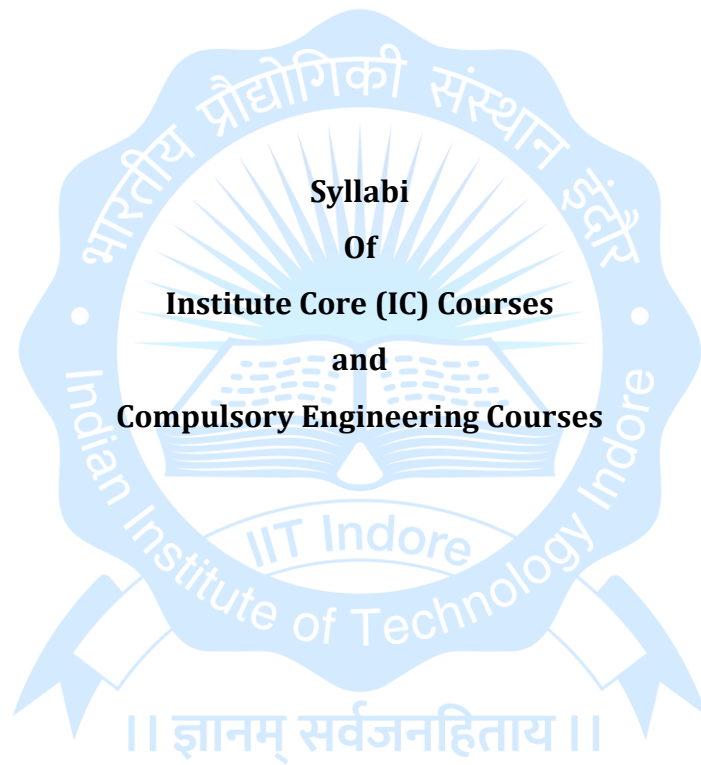 भारतीय प्रौद्योगिकी संस्थान इंदौर
Syllabi
Of
Institute Core (IC) Courses
and
Compulsory Engineering Courses
IIT Indore
Indian Institute of Technology Indore
।। ज्ञानम् सर्वजनहिताय ।।